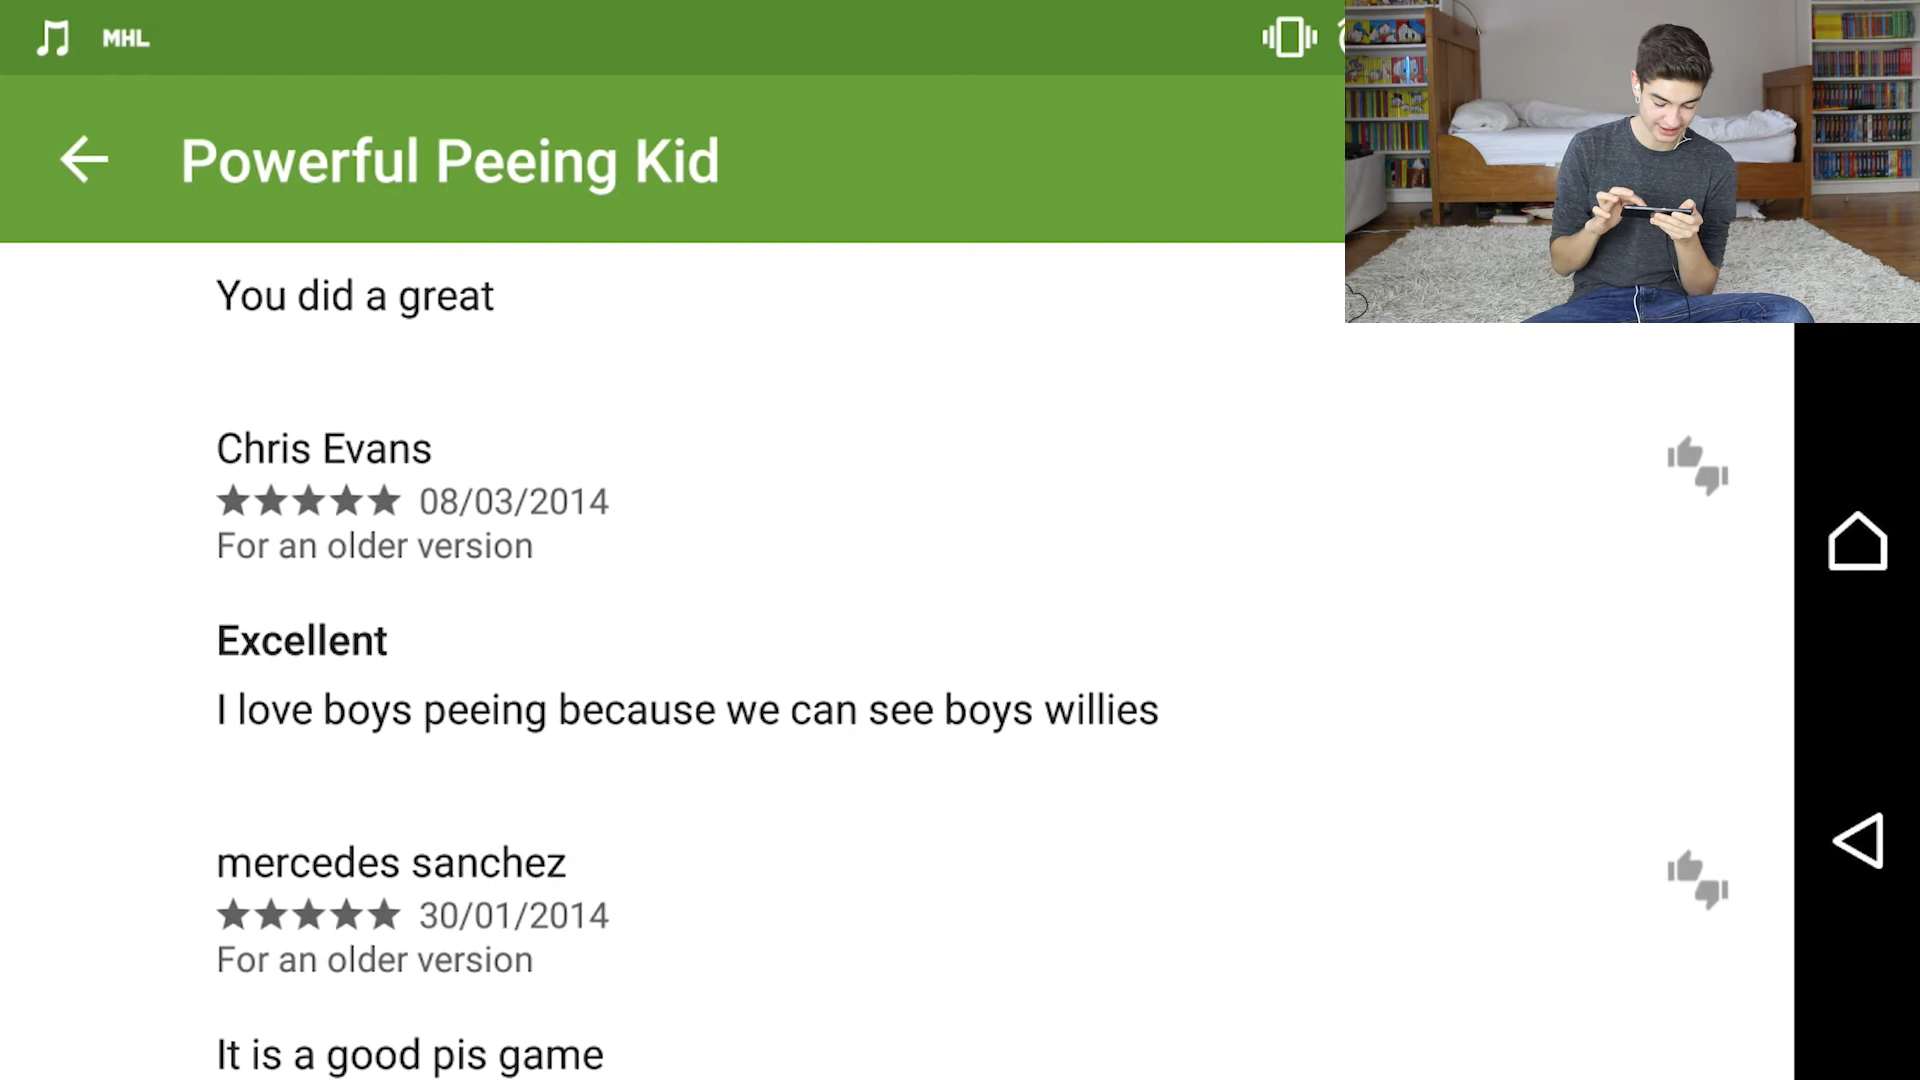 MHL
Powerful Peeing Kid
You did a great
Chris Evans
08/03/2014
For an older version
Excellent
I love boys peeing because we can see boys willies
mercedes sanchez
30/01/2014
For an older version
It is a good pis game